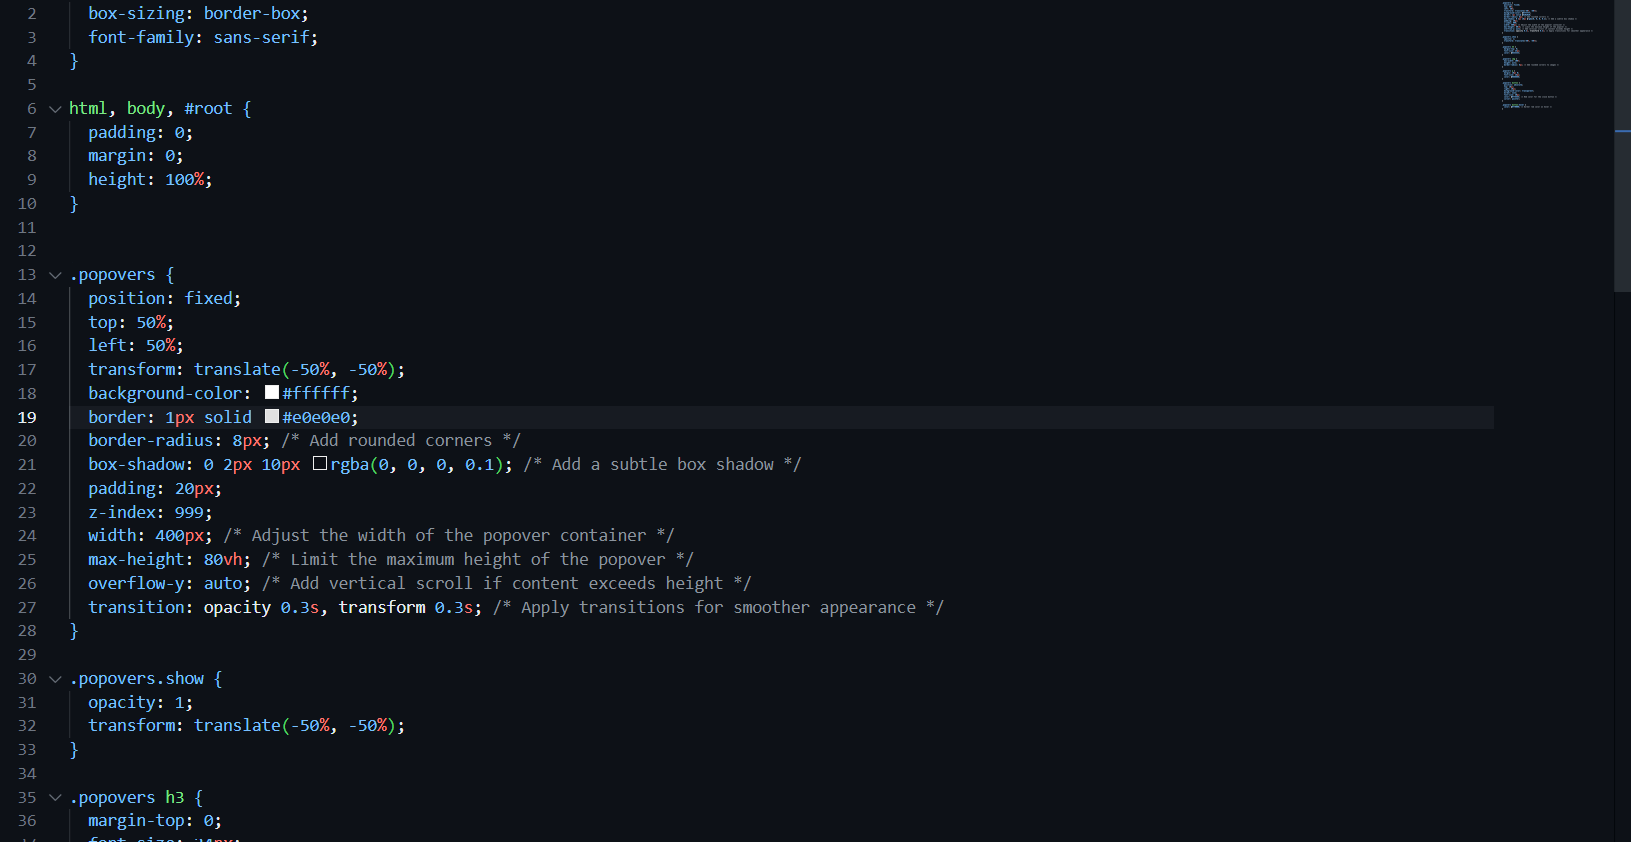 2 box-sizing: border-box;
3 font-family: sans-serif;
4 }
5
6 html, body, #root {
7 padding: 0;
8 margin: 0;
9 height: 100%;
10 }
11
12
13 .popovers {
14 position: fixed;
15 top: 50%;
16 left: 50%;
17 transform: translate(-50%, -50%);
18 background-color: #ffffff;
19 border: 1px solid #e0e0e0;
20 border-radius: 8px; /* Add rounded corners */
21 box-shadow: 0 2px 10px rgba(0, 0, 0, 0.1); /* Add a subtle box shadow */
22 padding: 20px;
23 z-index: 999;
24 width: 400px; /* Adjust the width of the popover container */
25 max-height: 80vh; /* Limit the maximum height of the popover */
26 overflow-y: auto; /* Add vertical scroll if content exceeds height */
27 transition: opacity 0.3s, transform 0.3s; /* Apply transitions for smoother appearance */
28 }
29
30 .popovers.show {
31 opacity: 1;
32 transform: translate(-50%, -50%);
33 }
34
35 .popovers h3 {
36 margin-top: 0;